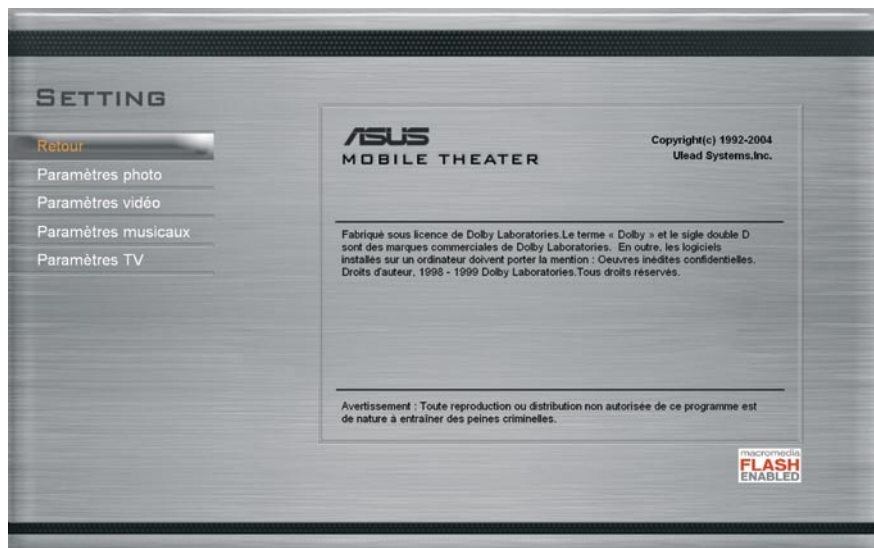 SETTING
Retour
Paramètres photo
Paramètres vidéo
Paramètres musicaux
Paramètres TV
ASUS
MOBILE THEATER
Copyright(c) 1992-2004
Ulead Systems.Inc.
Fabriqué sous licence de Dolby Laboratories.Le terme « Dolby » et le sigle double D
sont des marques commerciales de Dolby Laboratories. En outre, les logiciels
installés sur un ordinateur doivent porter la mention : Oeuvres inédites confidentielles.
Droits d'auteur, 1998 - 1999 Dolby Laboratories.Tous droits réservés.
Avertissement : Toute reproduction ou distribution non autorisée de ce programme est
de nature à entraîner des peines criminelles.
macromedia
FLASH
ENABLED